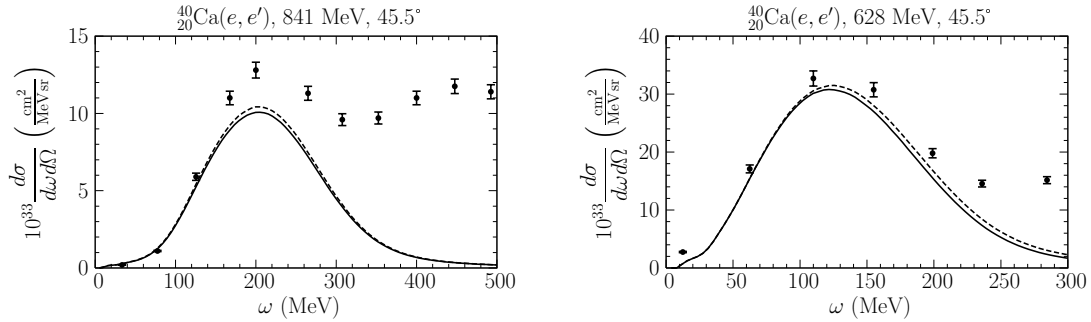 ⁴⁰₂₀Ca(e, e′), 841 MeV, 45.5°
15
10
5
0
0 100 200 300 400 500
ω (MeV)
10³³ dσ/dωdΩ (cm²/MeV sr)
⁴⁰₂₀Ca(e, e′), 628 MeV, 45.5°
40
30
20
10
0
0 50 100 150 200 250 300
ω (MeV)
10³³ dσ/dωdΩ (cm²/MeV sr)